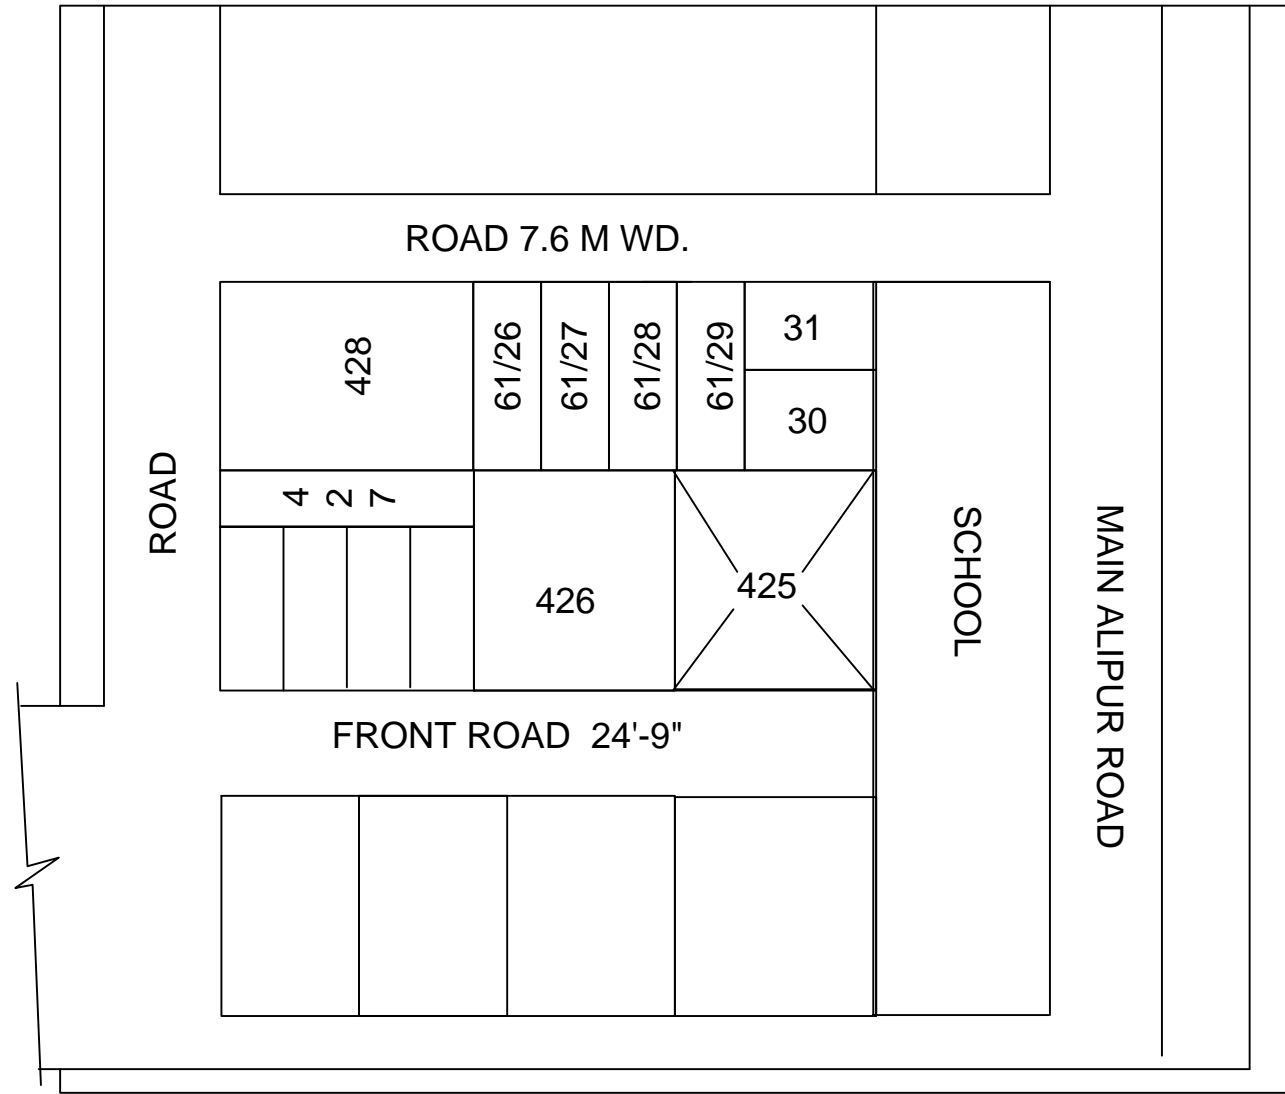 ROAD 7.6 M WD.
428
61/26
61/27
61/28
61/29
31
30
ROAD
4 2 7
426
425
SCHOOL
MAIN ALIPUR ROAD
FRONT ROAD 24'-9"